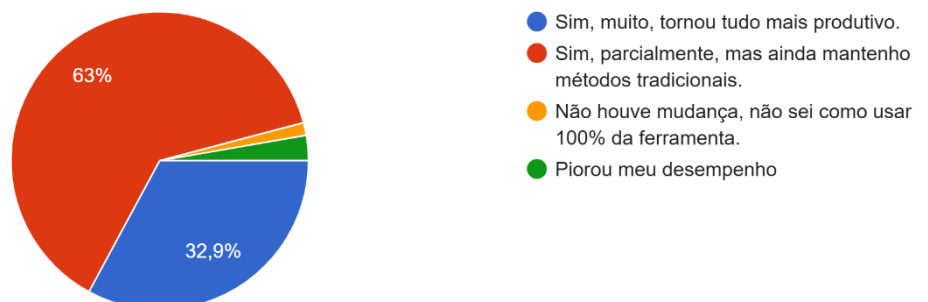 63%
32,9%
Sim, muito, tornou tudo mais produtivo.
Sim, parcialmente, mas ainda mantenho
métodos tradicionais.
Não houve mudança, não sei como usar
100% da ferramenta.
Piorou meu desempenho